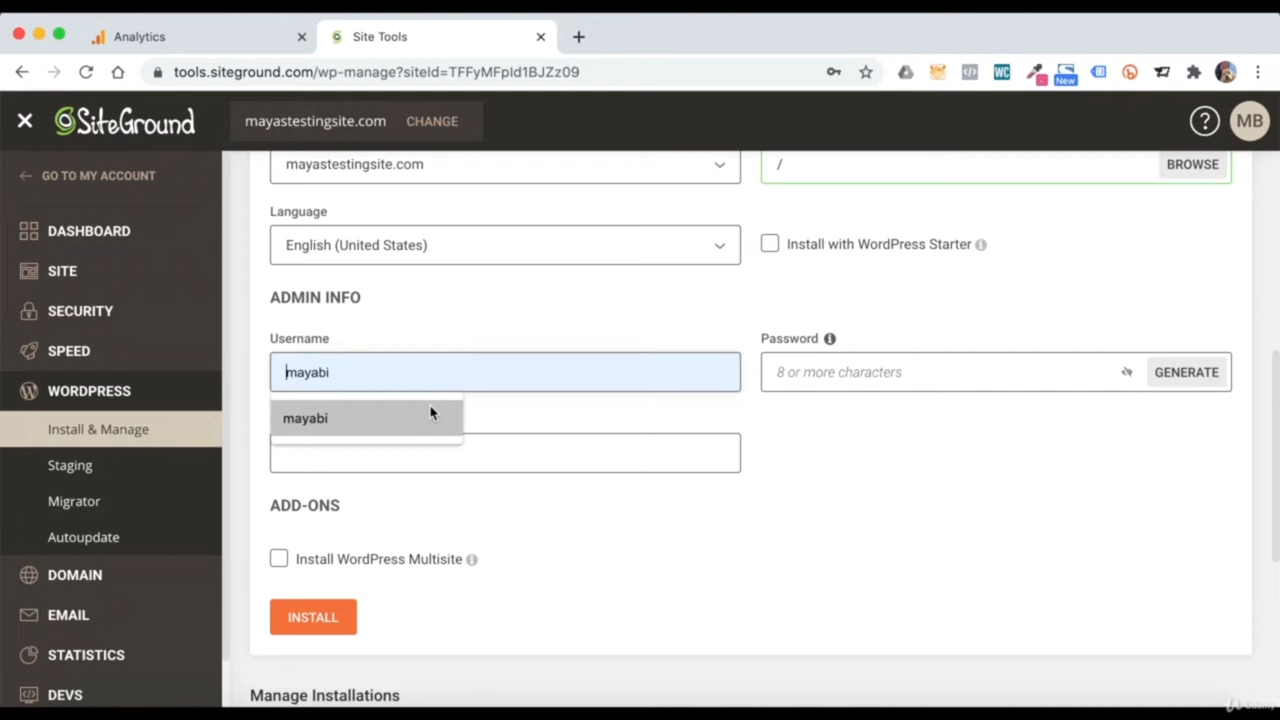 Analytics
Site Tools
tools.siteground.com/wp-manage?siteId=TFFyMFpId1BJZz09
WC
New
SiteGround
mayastestingsite.com CHANGE
?
MB
GO TO MY ACCOUNT
DASHBOARD
SITE
SECURITY
SPEED
WORDPRESS
Install & Manage
Staging
Migrator
Autoupdate
DOMAIN
EMAIL
STATISTICS
DEVS
mayastestingsite.com
/
BROWSE
Language
English (United States)
Install with WordPress Starter
ADMIN INFO
Username
Password
mayabi
8 or more characters
GENERATE
mayabi
ADD-ONS
Install WordPress Multisite
INSTALL
Manage Installations
Udemy